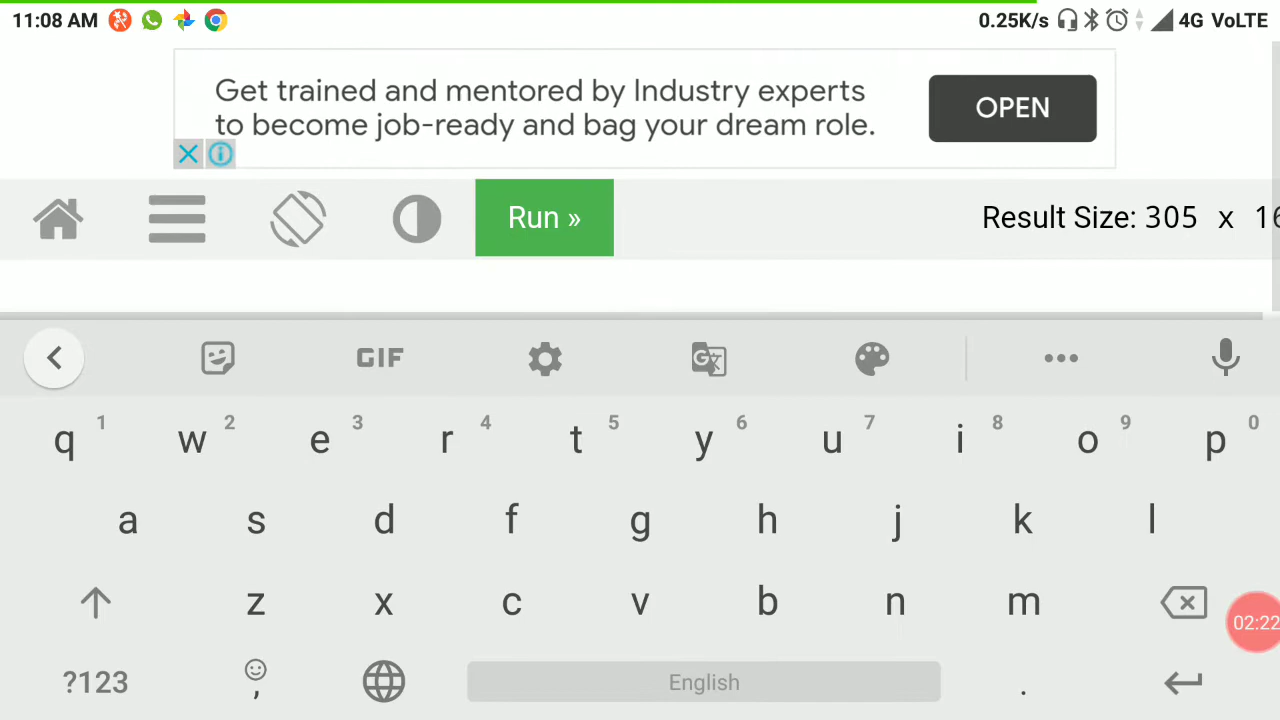 11:08 AM 0.25K/s 4G VoLTE
Get trained and mentored by Industry experts
to become job-ready and bag your dream role.
OPEN
Run » Result Size: 305 x 16
GIF
q 1 w 2 e 3 r 4 t 5 y 6 u 7 i 8 o 9 p 0
a s d f g h j k l
z x c v b n m
02:22
?123 , English .